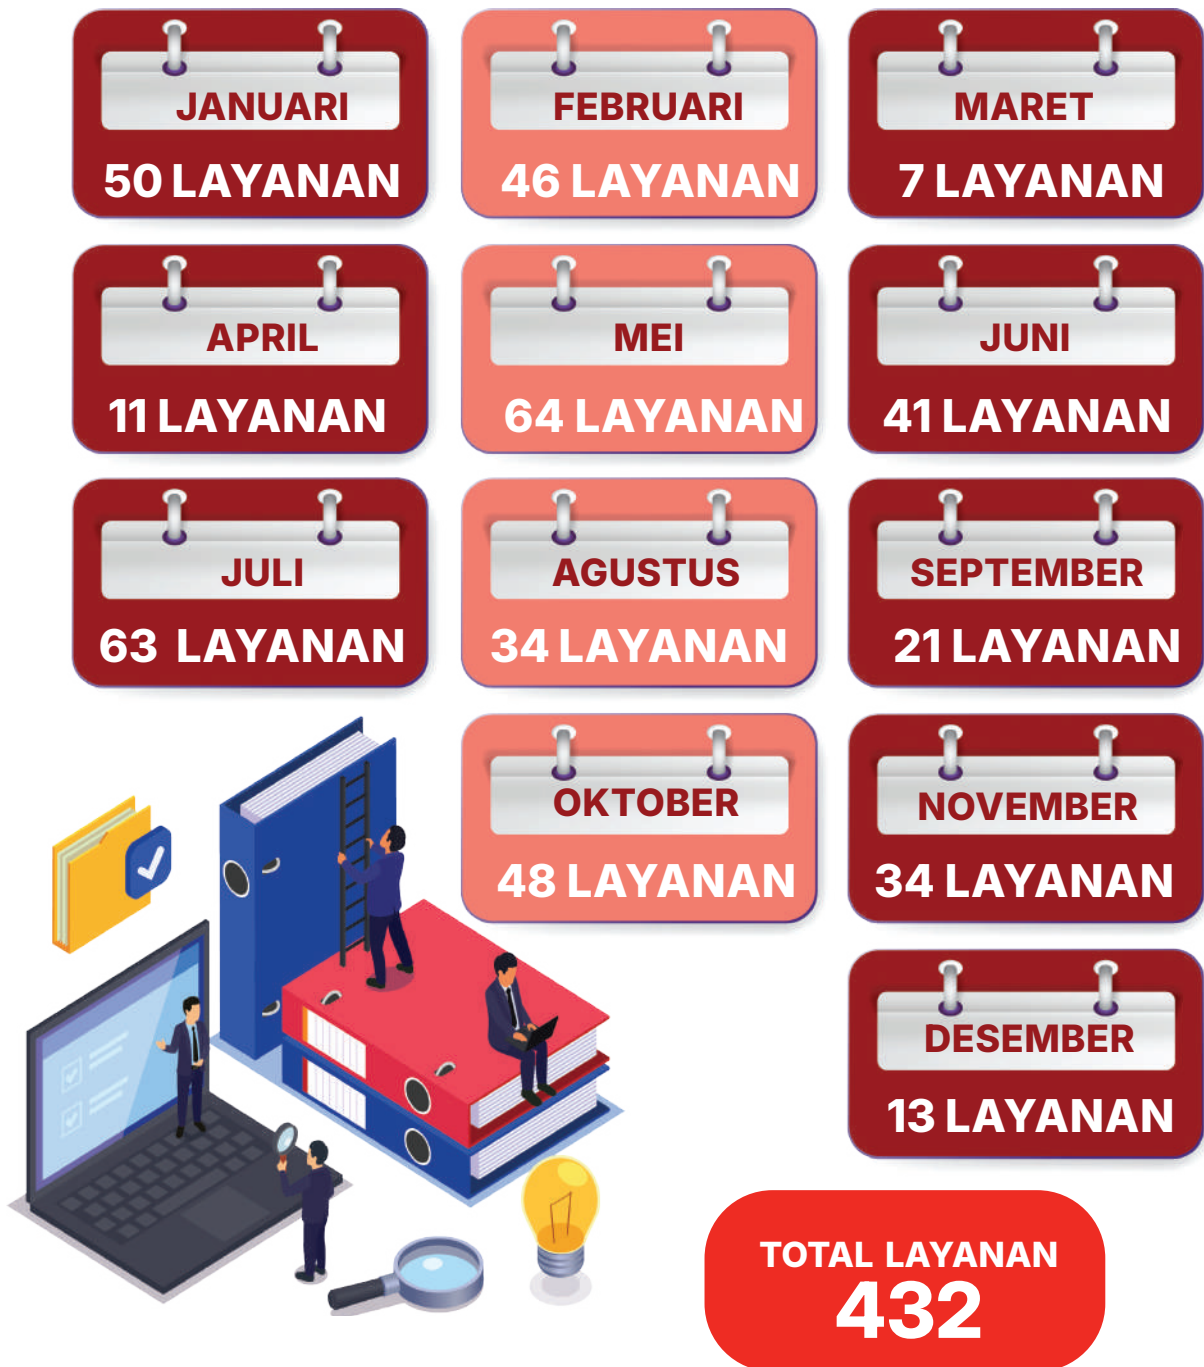 JANUARI
50 LAYANAN
FEBRUARI
46 LAYANAN
MARET
7 LAYANAN
APRIL
11 LAYANAN
MEI
64 LAYANAN
JUNI
41 LAYANAN
JULI
63 LAYANAN
AGUSTUS
34 LAYANAN
SEPTEMBER
21 LAYANAN
OKTOBER
48 LAYANAN
NOVEMBER
34 LAYANAN
DESEMBER
13 LAYANAN
TOTAL LAYANAN
432